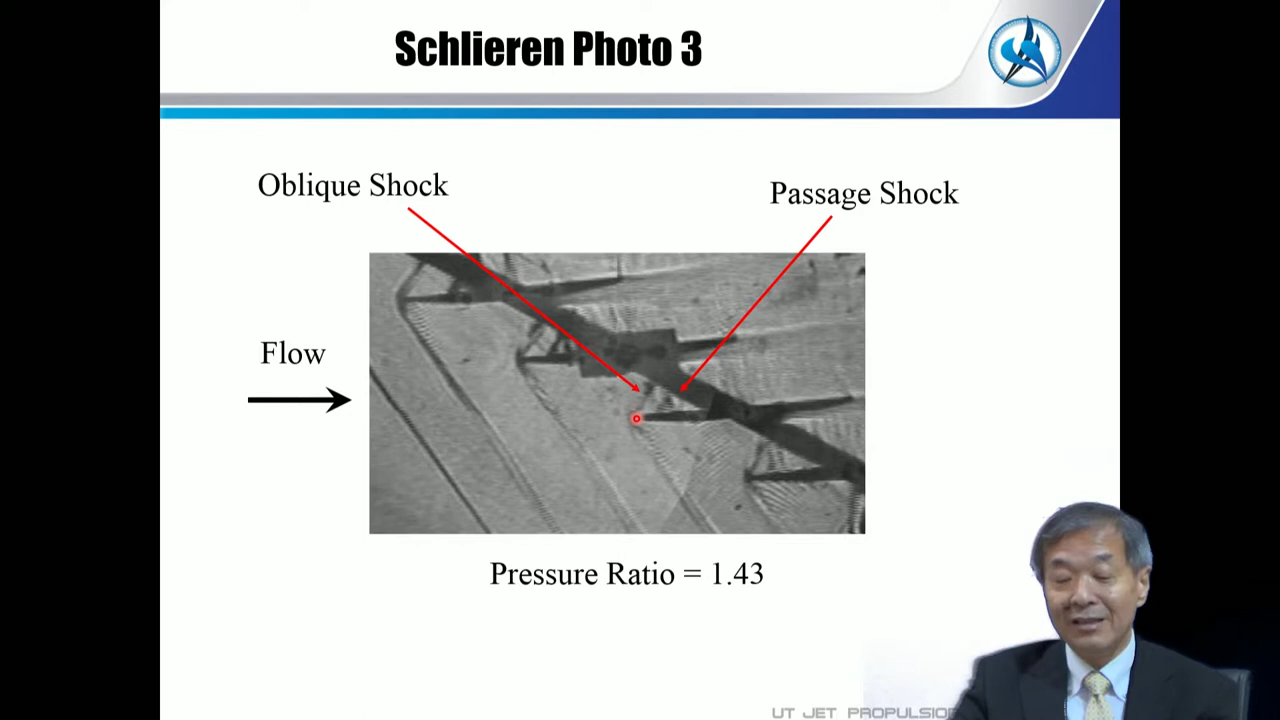 Schlieren Photo 3
Oblique Shock
Passage Shock
Flow
Pressure Ratio = 1.43
UT JET PROPULSION